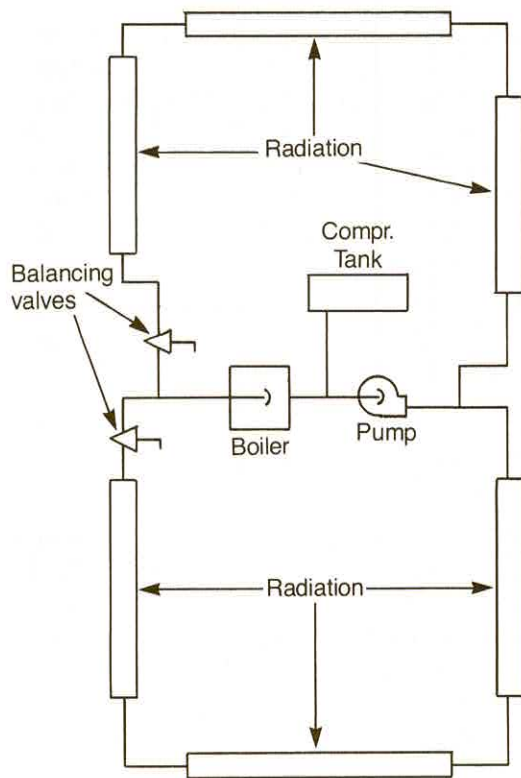 Radiation
Compr.
Tank
Balancing
valves
Boiler
Pump
Radiation